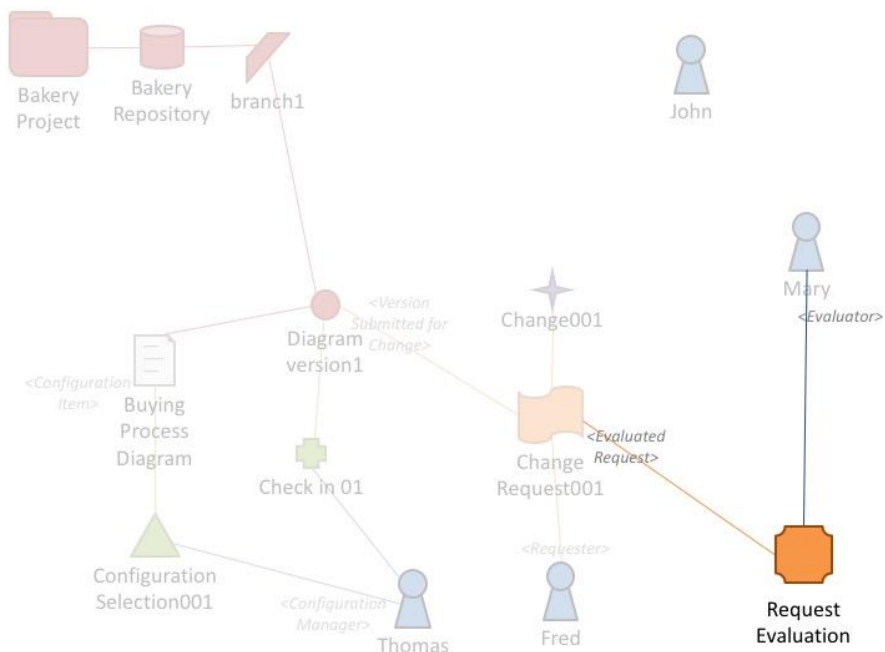 Bakery
Project
Bakery
Repository
branch1
John
Mary
<Evaluator>
<Version
Submitted for
Change>
Change001
Diagram
version1
<Configuration
Item>
Buying
Process
Diagram
<Evaluated
Request>
Change
Request001
Check in 01
<Requester>
Configuration
Selection001
<Configuration
Manager>
Thomas
Fred
Request
Evaluation